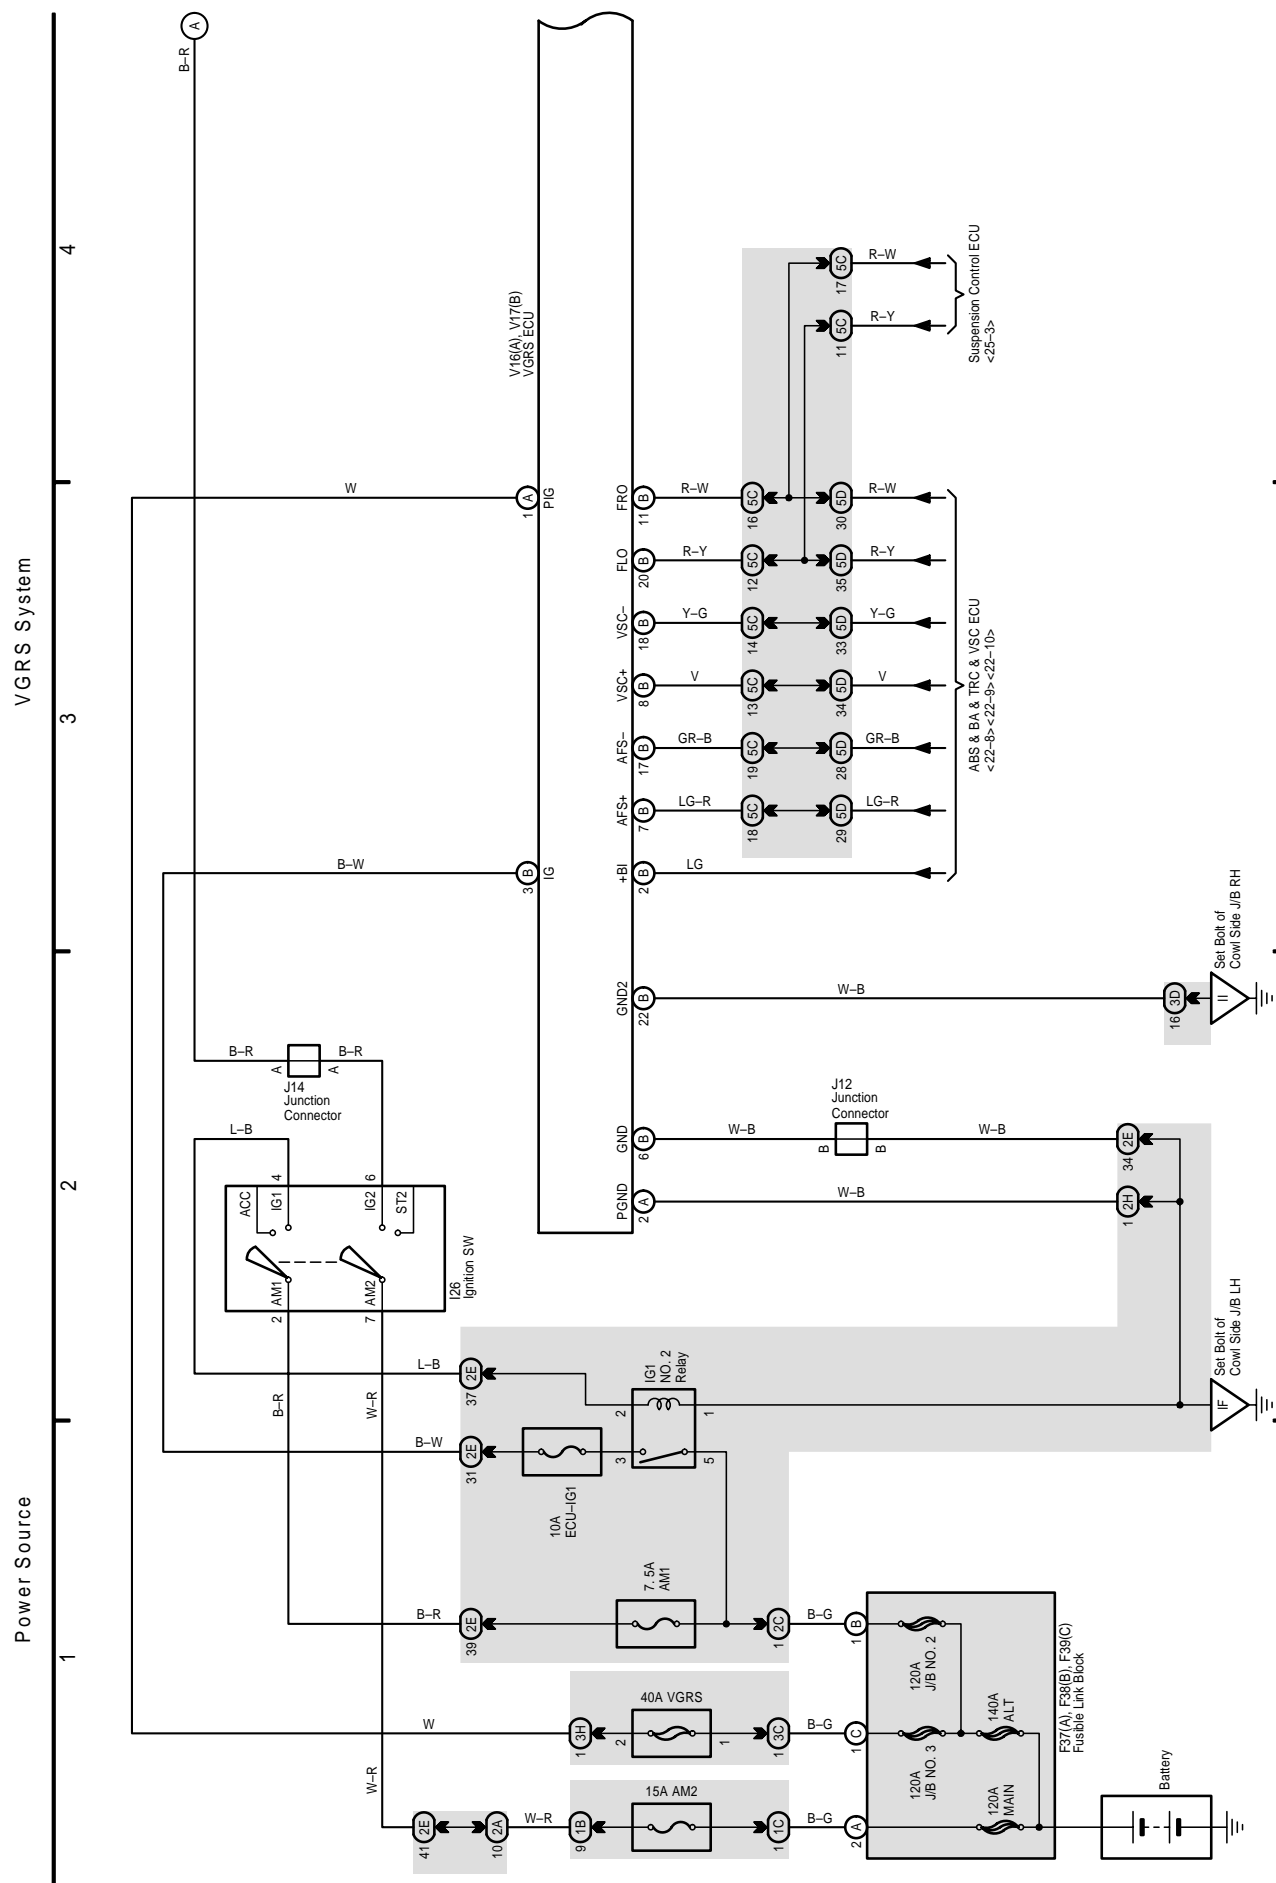 VGRS System
Power Source
1
2
3
4
A
B–R
B–R
A
J14
Junction
Connector
A
B–R
L–B
ACC
IG1
4
IG2
6
ST2
AM1
2
AM2
7
I26
Ignition SW
B–R
W–R
L–B
B–W
B–W
W
W
B–R
W–R
W–R
V16(A), V17(B)
VGRS ECU
1
A
PIG
3
B
IG
FRO
11
B
R–W
16
5C
30
5D
R–W
FLO
20
B
R–Y
12
5C
35
5D
R–Y
VSC–
18
B
Y–G
14
5C
33
5D
Y–G
VSC+
8
B
V
13
5C
34
5D
V
AFS–
17
B
GR–B
19
5C
28
5D
GR–B
AFS+
7
B
LG–R
18
5C
29
5D
LG–R
+BI
2
B
LG
17
5C
R–W
11
5C
R–Y
Suspension Control ECU
<25–3>
ABS & BA & TRC & VSC ECU
<22–8><22–9><22–10>
GND2
22
B
W–B
16
3D
II
Set Bolt of
Cowl Side J/B RH
GND
6
B
W–B
B
J12
Junction
Connector
B
W–B
34
2E
PGND
2
A
W–B
1
2H
IF
Set Bolt of
Cowl Side J/B LH
37
2E
2
IG1
NO. 2
Relay
1
31
2E
10A
ECU–IG1
3
5
39
2E
7. 5A
AM1
1
2C
B–G
1
B
120A
J/B NO. 2
1
3H
2
40A VGRS
1
1
3C
B–G
1
C
120A
J/B NO. 3
140A
ALT
41
2E
10
2A
9
1B
15A AM2
1
1C
B–G
2
A
120A
MAIN
F37(A), F38(B), F39(C)
Fusible Link Block
Battery